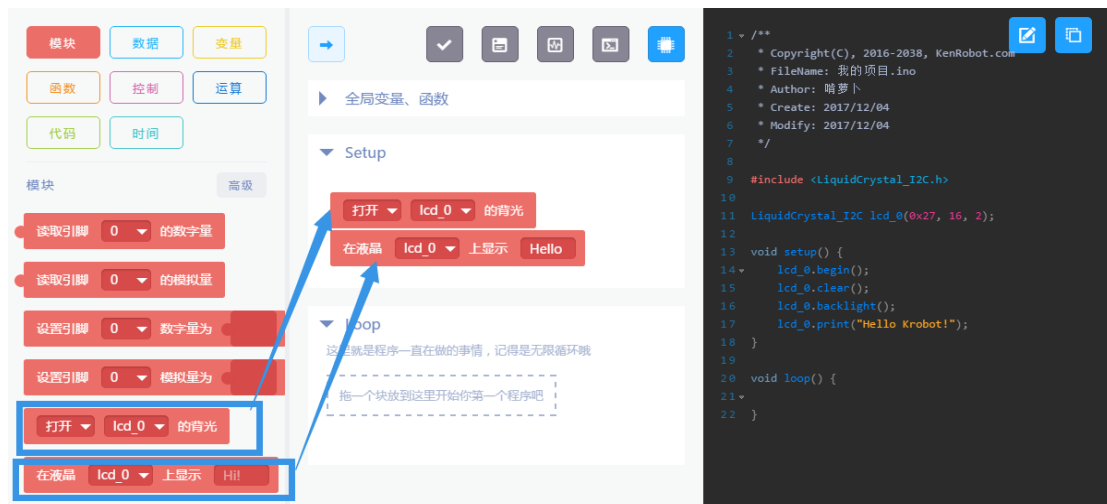 模块 数据 变量
函数 控制 运算
代码 时间
模块 高级
读取引脚 0 的数字量
读取引脚 0 的模拟量
设置引脚 0 数字量为
设置引脚 0 模拟量为
打开 lcd_0 的背光
在液晶 lcd_0 上显示 Hi!
全局变量、函数
Setup
打开 lcd_0 的背光
在液晶 lcd_0 上显示 Hello
Loop
这里就是程序一直在做的事情，记得是无限循环哦
拖一个块放到这里开始你第一个程序吧
1 /**
2 * Copyright(C), 2016-2038, KenRobot.com
3 * FileName: 我的项目.ino
4 * Author: 啃萝卜
5 * Create: 2017/12/04
6 * Modify: 2017/12/04
7 */
8
9 #include <LiquidCrystal_I2C.h>
10
11 LiquidCrystal_I2C lcd_0(0x27, 16, 2);
12
13 void setup() {
14 lcd_0.begin();
15 lcd_0.clear();
16 lcd_0.backlight();
17 lcd_0.print("Hello Krobot!");
18 }
19
20 void loop() {
21
22 }